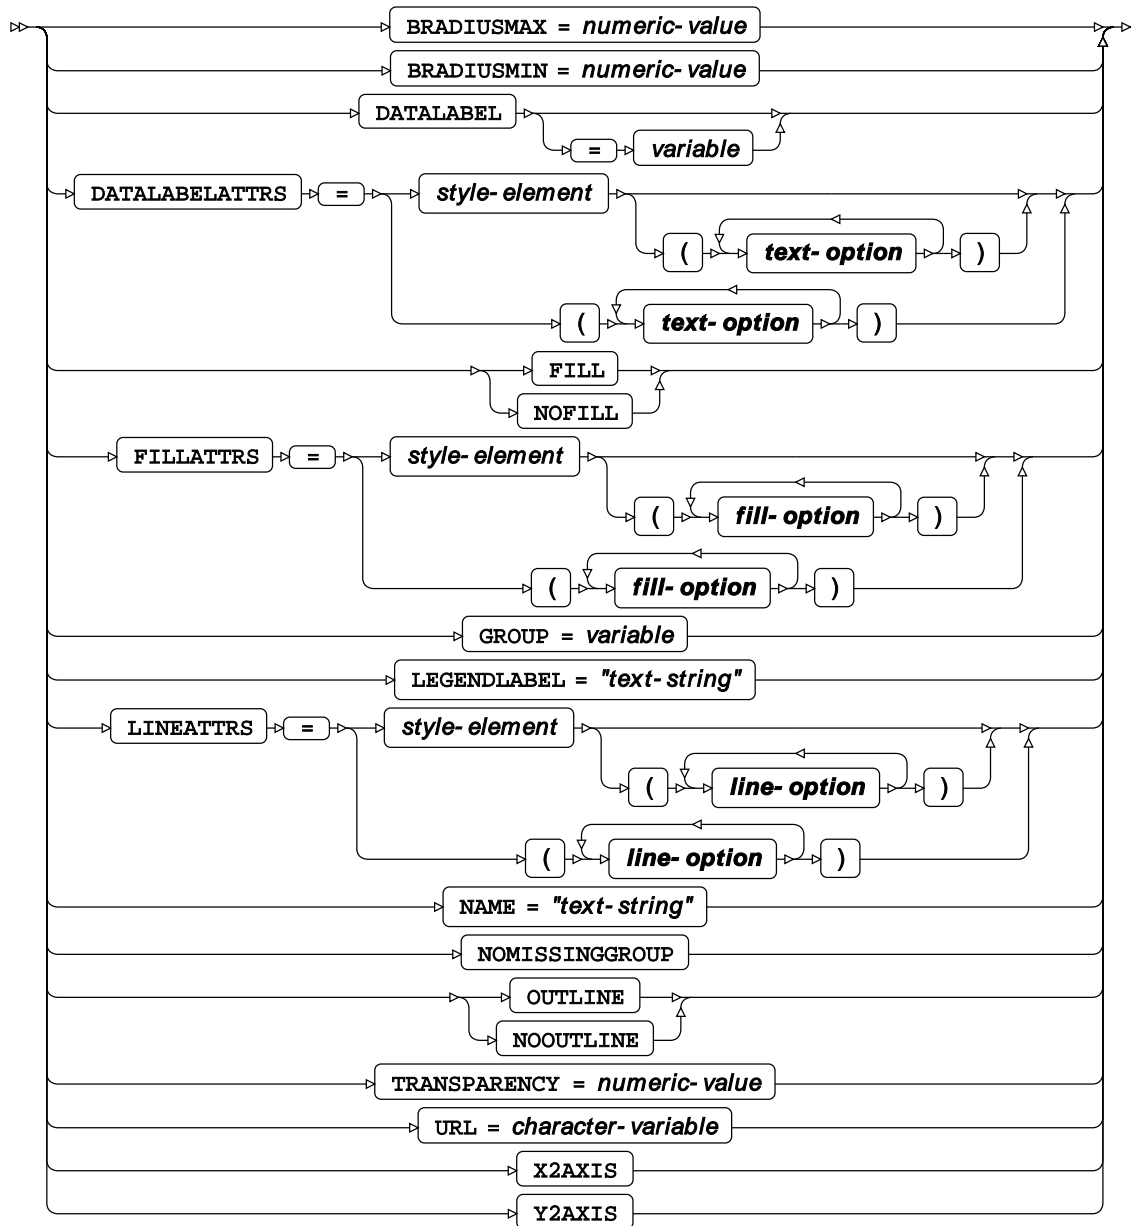 BRADIUSMAX = numeric-value
BRADIUSMIN = numeric-value
DATALABEL
= variable
DATALABELATTRS = style-element
( text-option )
( text-option )
FILL
NOFILL
FILLATTRS = style-element
( fill-option )
( fill-option )
GROUP = variable
LEGENDLABEL = "text-string"
LINEATTRS = style-element
( line-option )
( line-option )
NAME = "text-string"
NOMISSINGGROUP
OUTLINE
NOOUTLINE
TRANSPARENCY = numeric-value
URL = character-variable
X2AXIS
Y2AXIS